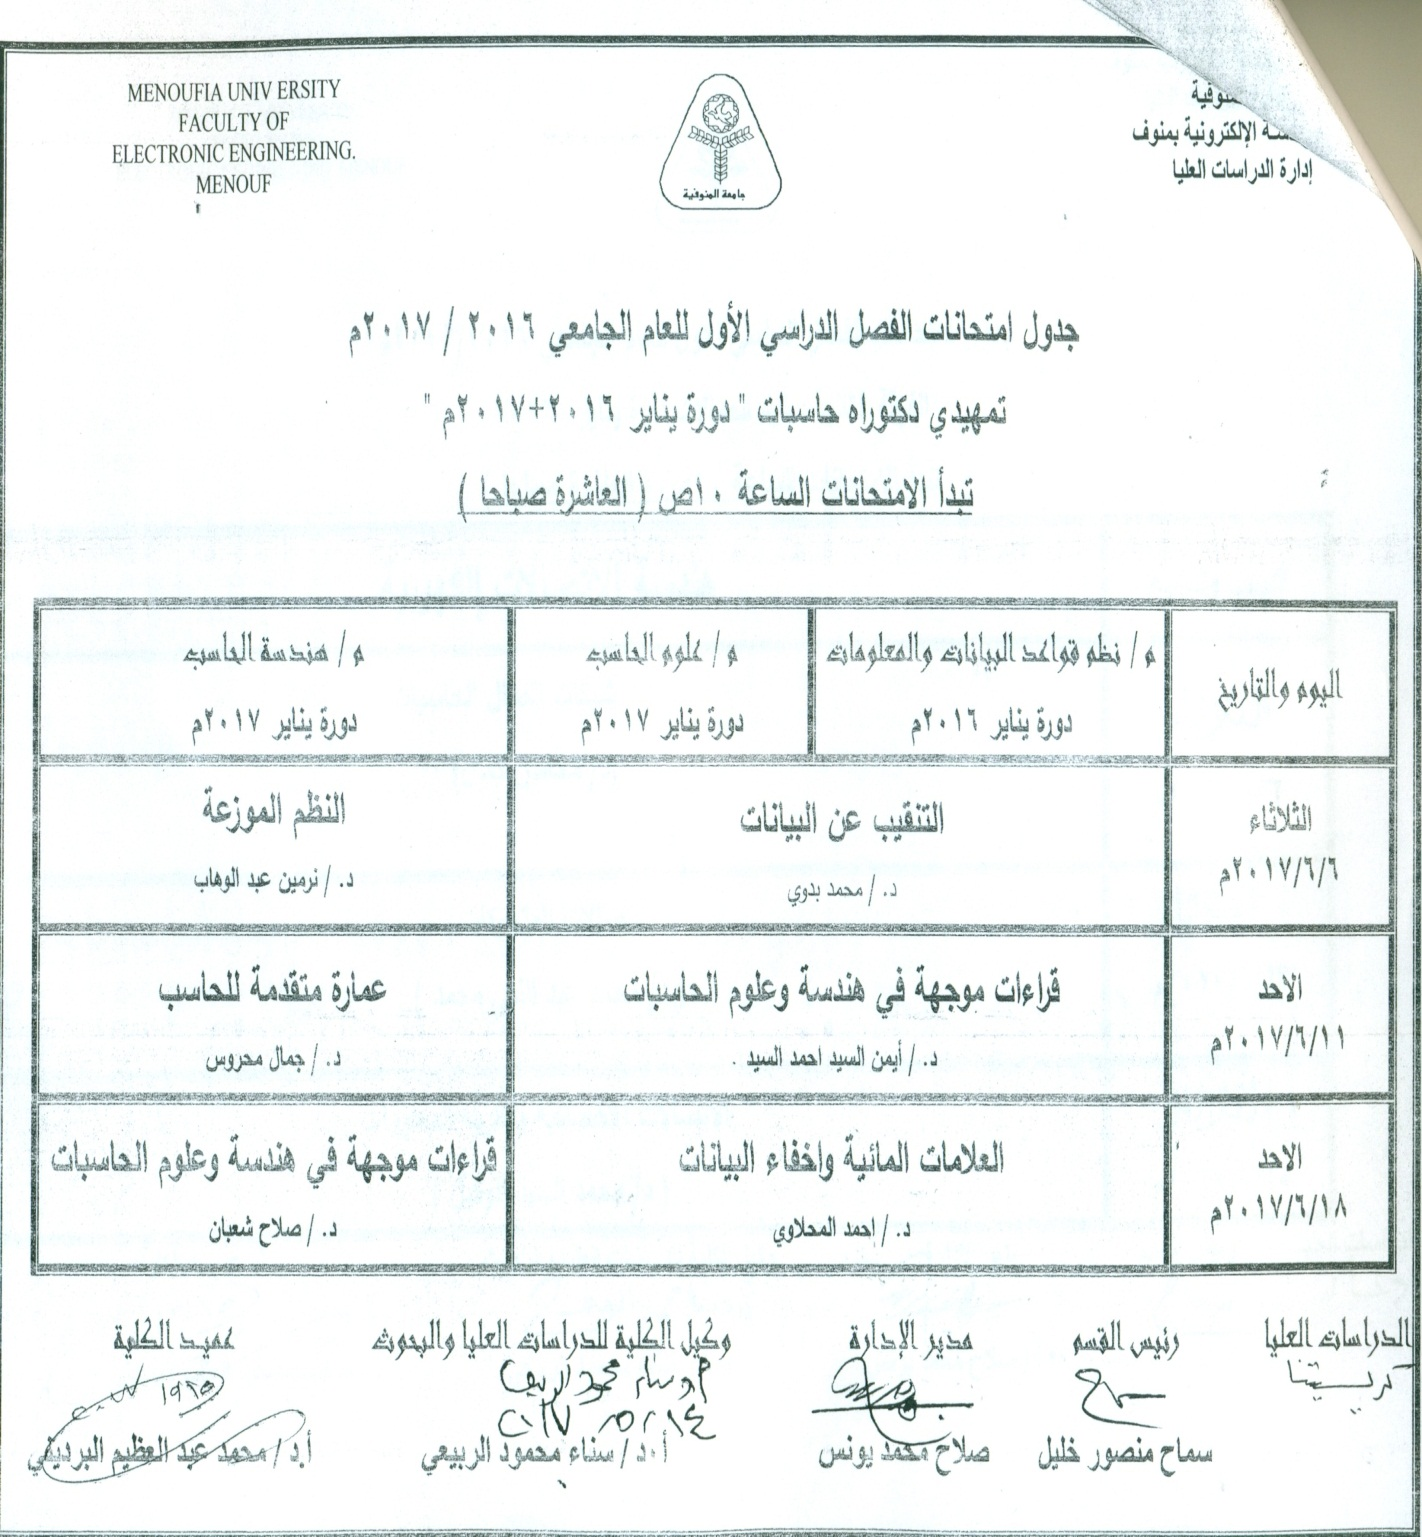 MENOUFIA UNIV ERSITY
FACULTY OF
ELECTRONIC ENGINEERING.
MENOUF
جامعة المنوفية
الإلكترونية بمنوف
إدارة الدراسات العليا
جدول امتحانات الفصل الدراسي الأول للعام الجامعي ٢٠١٦ / ٢٠١٧م
تمهيدي دكتوراه حاسبات " دورة يناير ٢٠١٦+٢٠١٧م "
تبدأ الامتحانات الساعة ١٠ص ( العاشرة صباحا )
اليوم والتاريخ
م / نظم قواعد البيانات والمعلومات
دورة يناير ٢٠١٦م
م / علوم الحاسب
دورة يناير ٢٠١٧م
م / هندسة الحاسب
دورة يناير ٢٠١٧م
الثلاثاء
٢٠١٧/٦/٦م
التنقيب عن البيانات
د. / محمد بدوي
النظم الموزعة
د. / نرمين عبد الوهاب
الاحد
٢٠١٧/٦/١١م
قراءات موجهة في هندسة وعلوم الحاسبات
د. / أيمن السيد احمد السيد .
عمارة متقدمة للحاسب
د. / جمال محروس
الاحد
٢٠١٧/٦/١٨م
العلامات المائية واخفاء البيانات
د. / احمد المحلاوي
قراءات موجهة في هندسة وعلوم الحاسبات
د. / صلاح شعبان
الدراسات العليا
رئيس القسم
مدير الإدارة
وكيل الكلية للدراسات العليا والبحوث
عميد الكلية
كريستينا
سماح منصور خليل
صلاح محمد يونس
أ.د / سناء محمود الربيعي
أ.د / محمد عبد العظيم البرديقي